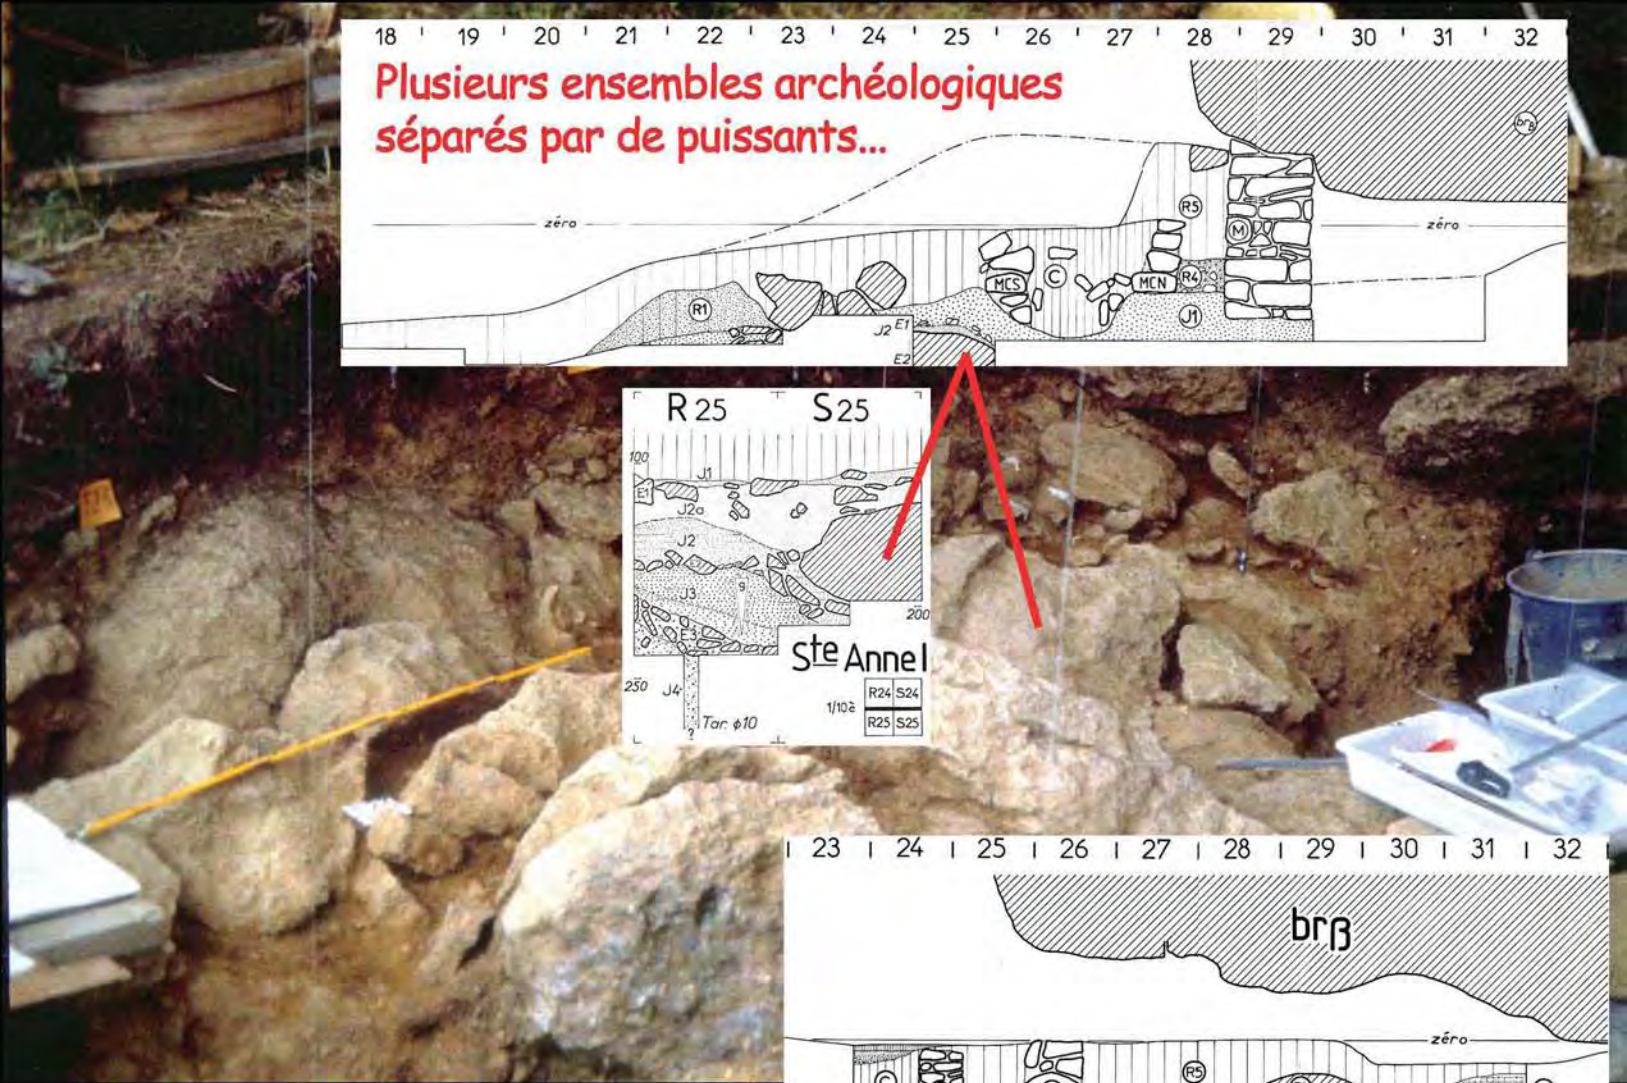 18 19 20 21 22 23 24 25 26 27 28 29 30 31 32
Plusieurs ensembles archéologiques
séparés par de puissants...
brβ
zéro
R5
M
zéro
MCS C MCN R4
R1
J2 E1
J1
E2
R 25 S 25
100
J1
E1
J2a
J2
J3 g
200
E3
Ste Anne I
250 J4
R24 S24
1/10è
R25 S25
Tar. ϕ10
?
23 24 25 26 27 28 29 30 31 32
brβ
zéro
R5